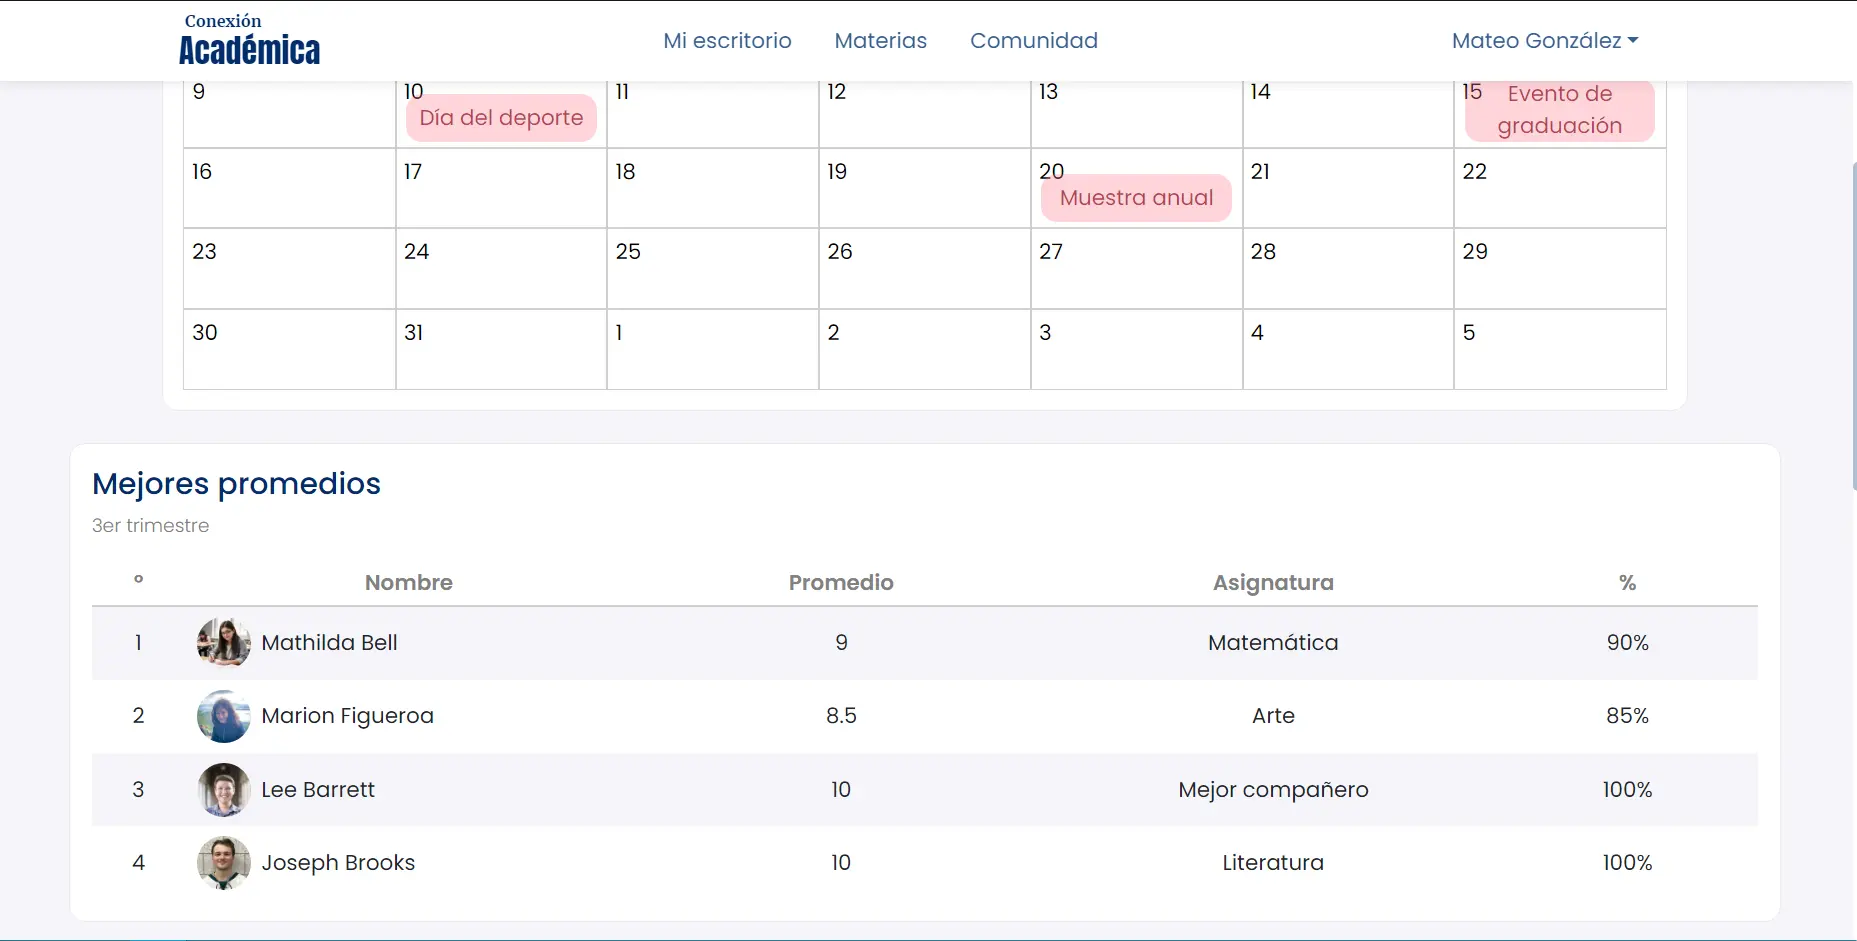 Conexión
Académica
Mi escritorio Materias Comunidad Mateo González
9 10 11 12 13 14 15
Día del deporte
Evento de
graduación
16 17 18 19 20 21 22
Muestra anual
23 24 25 26 27 28 29
30 31 1 2 3 4 5
Mejores promedios
3er trimestre
º Nombre Promedio Asignatura %
1 Mathilda Bell 9 Matemática 90%
2 Marion Figueroa 8.5 Arte 85%
3 Lee Barrett 10 Mejor compañero 100%
4 Joseph Brooks 10 Literatura 100%